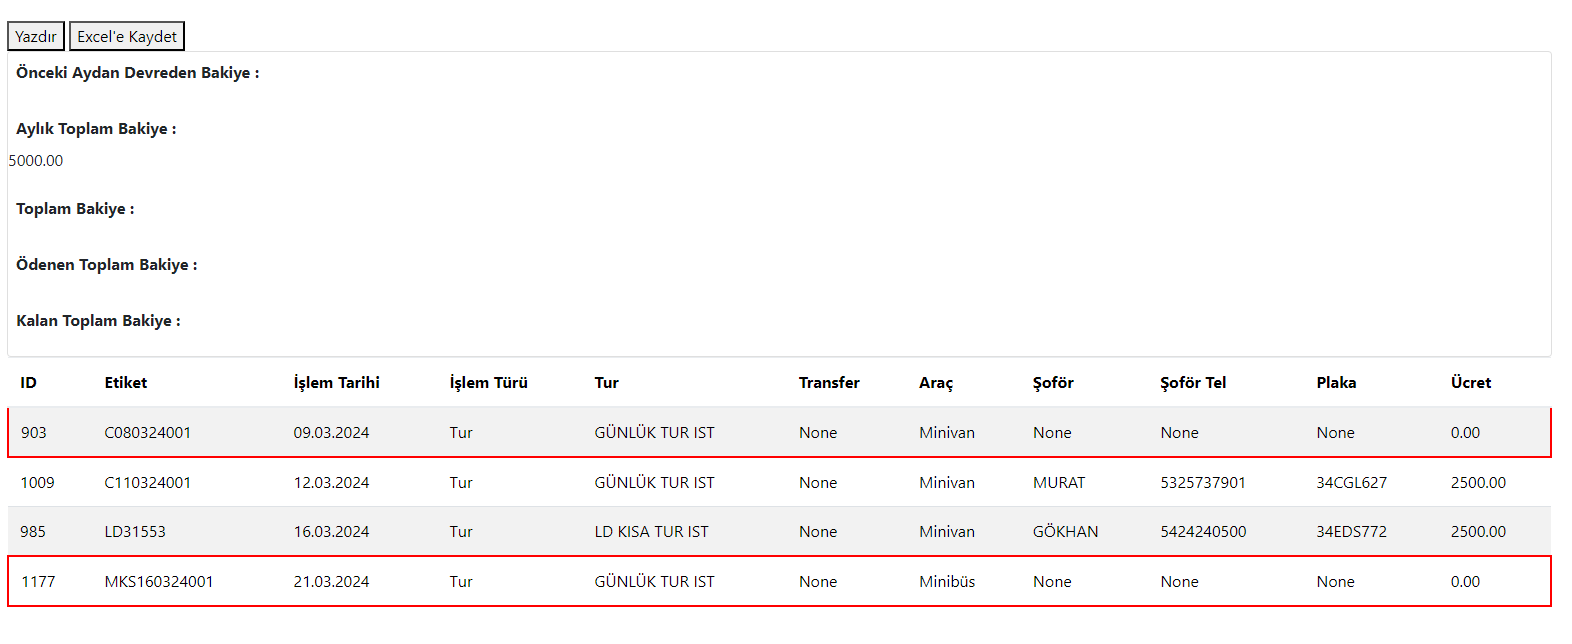 Yazdır Excel'e Kaydet
Önceki Aydan Devreden Bakiye :
Aylık Toplam Bakiye :
5000.00
Toplam Bakiye :
Ödenen Toplam Bakiye :
Kalan Toplam Bakiye :
ID Etiket İşlem Tarihi İşlem Türü Tur Transfer Araç Şoför Şoför Tel Plaka Ücret
903 C080324001 09.03.2024 Tur GÜNLÜK TUR IST None Minivan None None None 0.00
1009 C110324001 12.03.2024 Tur GÜNLÜK TUR IST None Minivan MURAT 5325737901 34CGL627 2500.00
985 LD31553 16.03.2024 Tur LD KISA TUR IST None Minivan GÖKHAN 5424240500 34EDS772 2500.00
1177 MKS160324001 21.03.2024 Tur GÜNLÜK TUR IST None Minibüs None None None 0.00